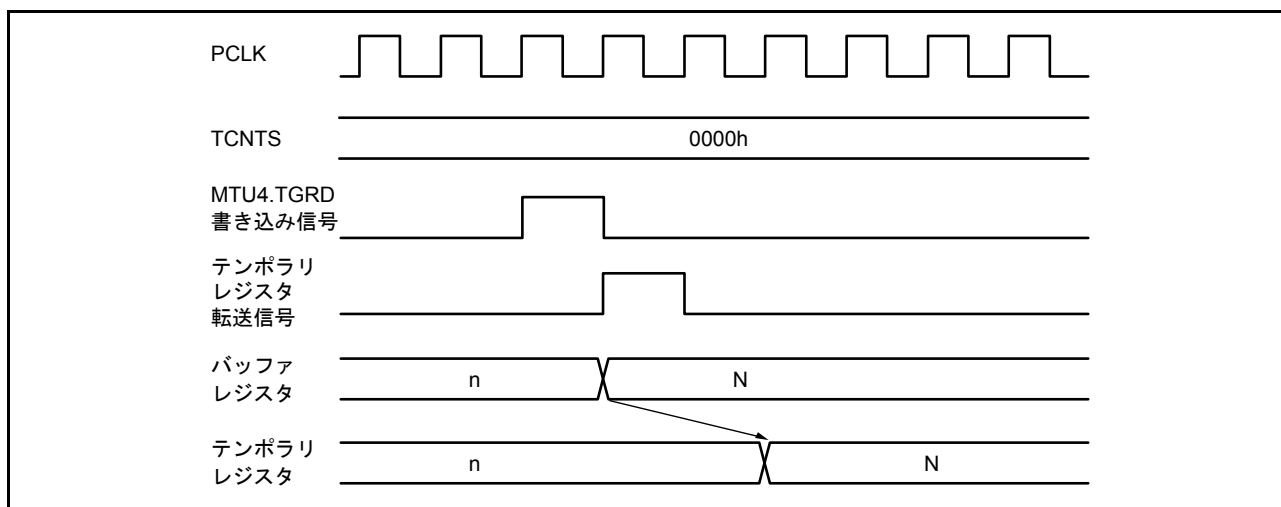 PCLK
TCNTS
0000h
MTU4.TGRD
書き込み信号
テンポラリ
レジスタ
転送信号
バッファ
レジスタ
n
N
テンポラリ
レジスタ
n
N